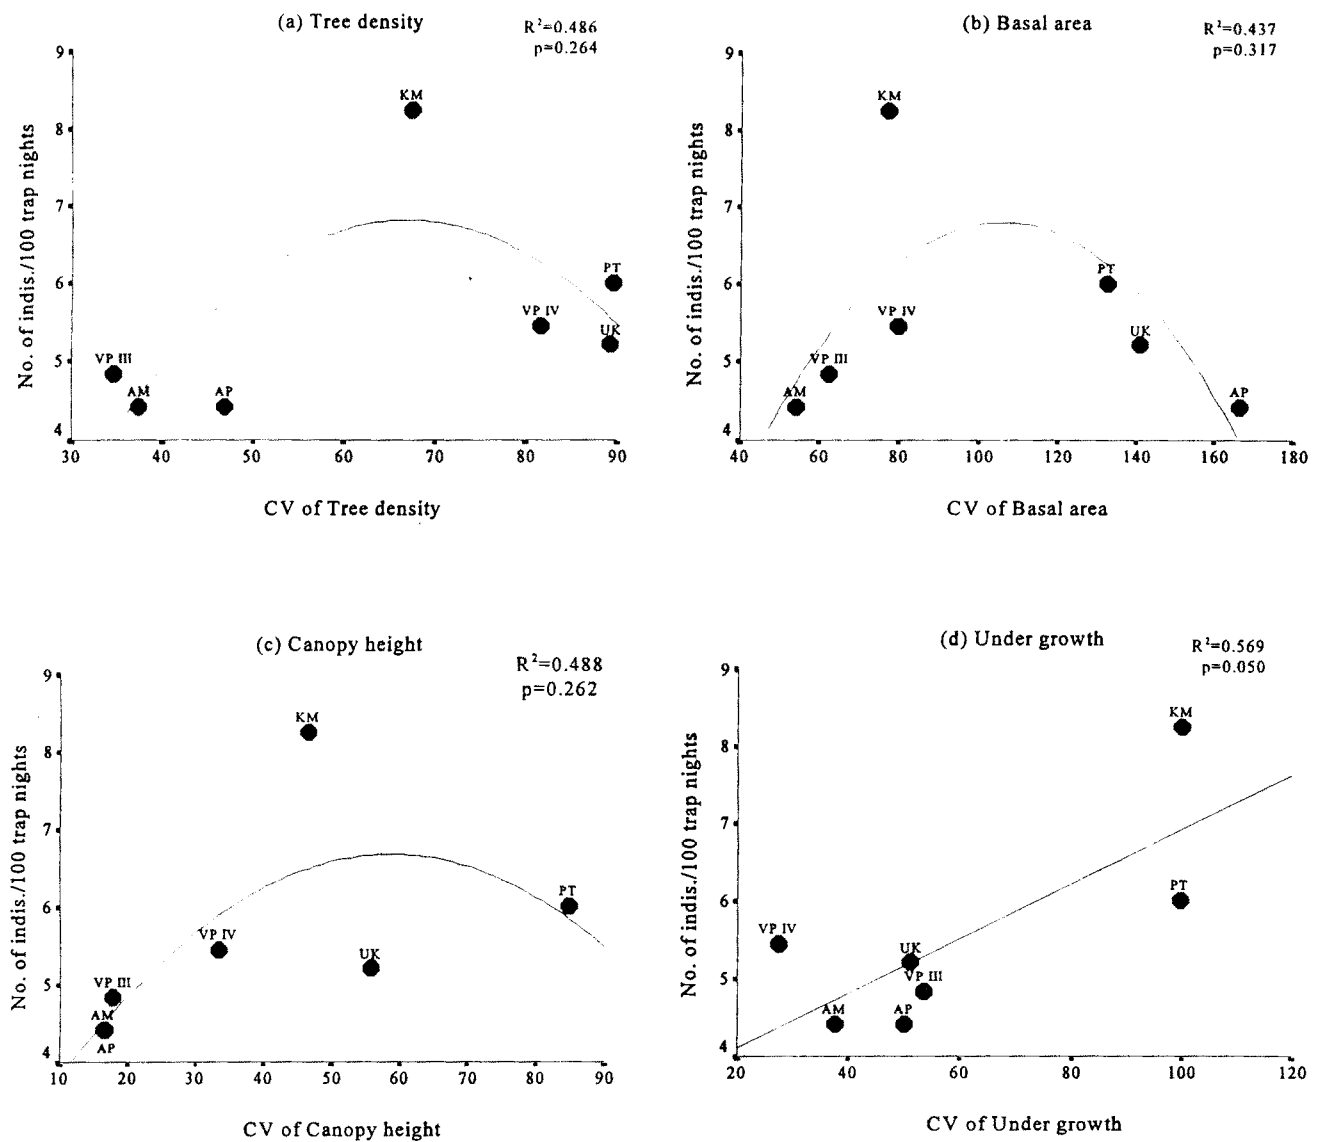 (a) Tree density
R²=0.486
p=0.264
No. of indis./100 trap nights
9
8
7
6
5
4
KM
PT
VP IV
UK
VP III
AM
AP
30 40 50 60 70 80 90
CV of Tree density
(b) Basal area
R²=0.437
p=0.317
No. of indis./100 trap nights
9
8
7
6
5
4
KM
PT
VP IV
UK
VP III
AM
AP
40 60 80 100 120 140 160 180
CV of Basal area
(c) Canopy height
R²=0.488
p=0.262
No. of indis./100 trap nights
9
8
7
6
5
4
KM
PT
VP IV
UK
VP III
AM
AP
10 20 30 40 50 60 70 80 90
CV of Canopy height
(d) Under growth
R²=0.569
p=0.050
No. of indis./100 trap nights
9
8
7
6
5
4
KM
PT
VP IV
UK
VP III
AM
AP
20 40 60 80 100 120
CV of Under growth